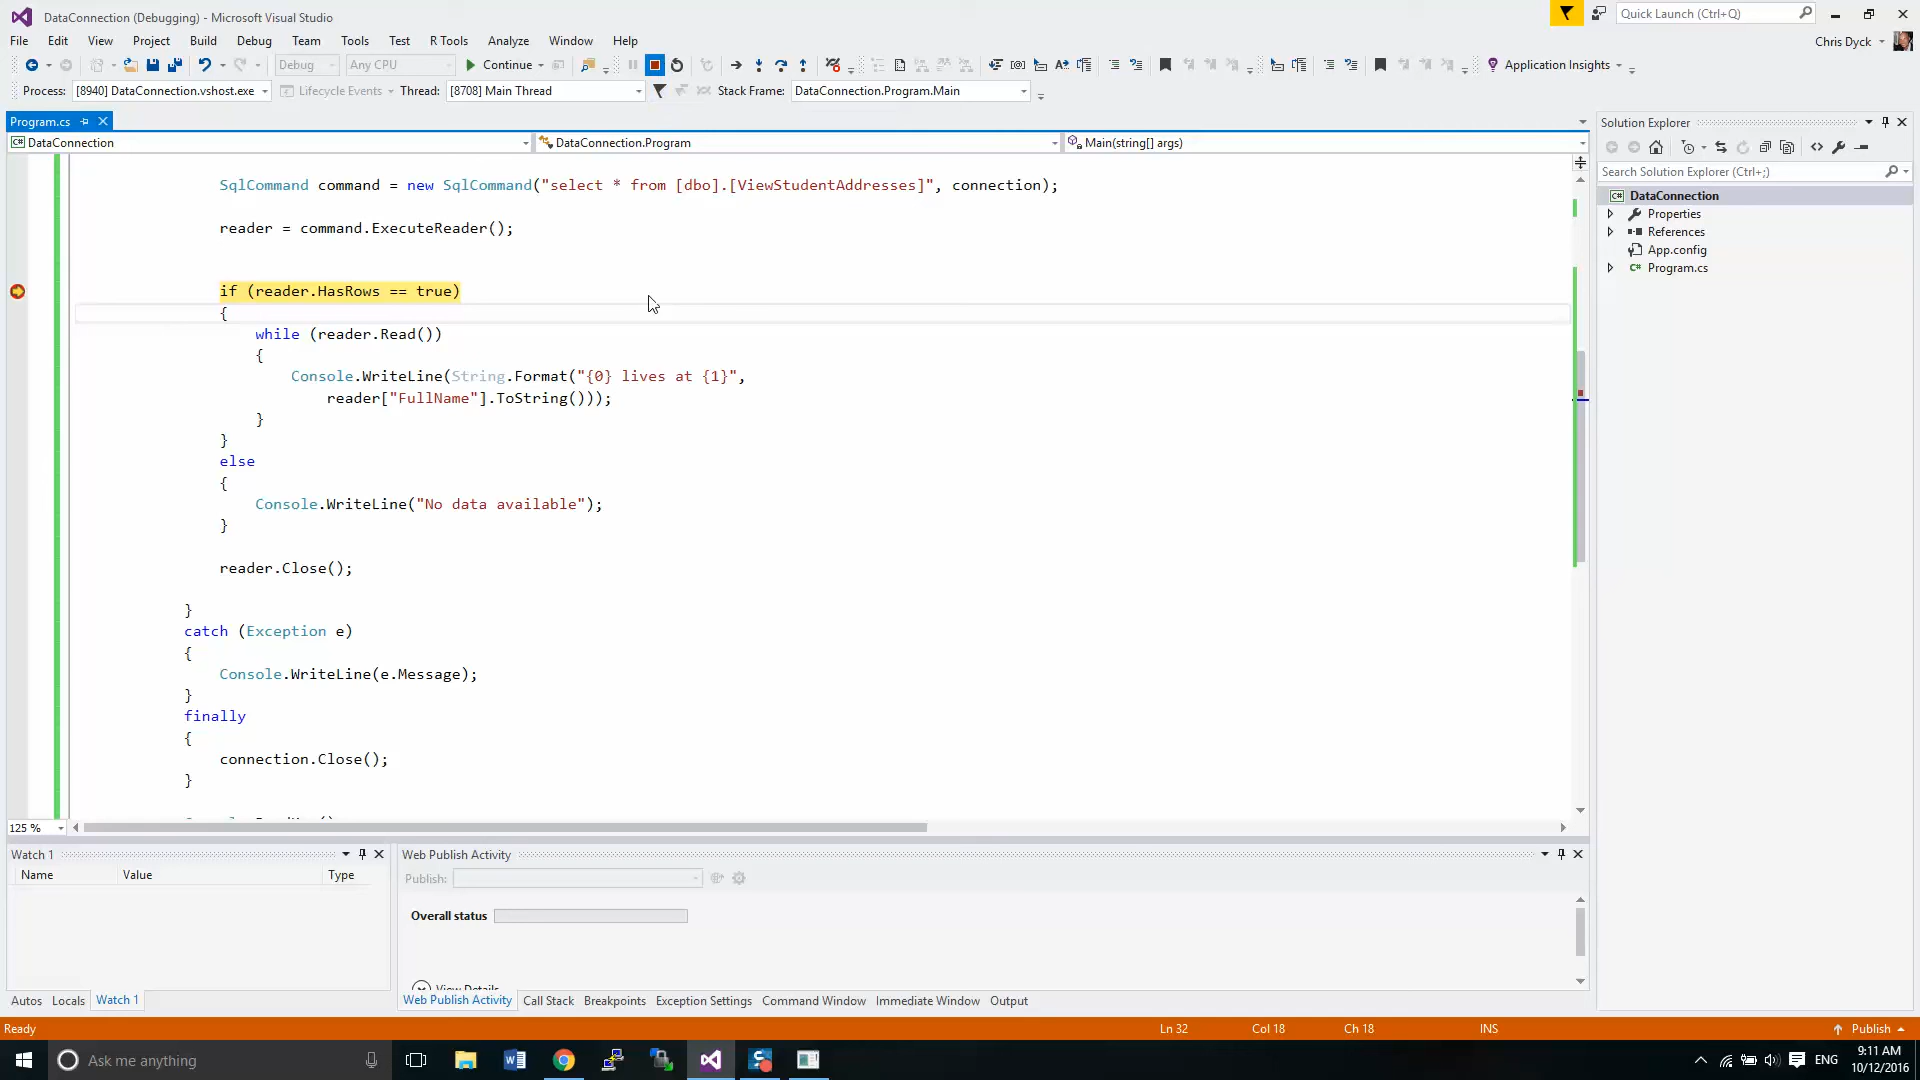 DataConnection (Debugging) - Microsoft Visual Studio
Quick Launch (Ctrl+Q)
File Edit View Project Build Debug Team Tools Test R Tools Analyze Window Help
Chris Dyck
Debug Any CPU Continue Application Insights
Process: [8940] DataConnection.vshost.exe Lifecycle Events Thread: [8708] Main Thread Stack Frame: DataConnection.Program.Main
Program.cs
DataConnection DataConnection.Program Main(string[] args)
SqlCommand command = new SqlCommand("select * from [dbo].[ViewStudentAddresses]", connection);
reader = command.ExecuteReader();
if (reader.HasRows == true)
{
while (reader.Read())
{
Console.WriteLine(String.Format("{0} lives at {1}",
reader["FullName"].ToString()));
}
}
else
{
Console.WriteLine("No data available");
}
reader.Close();
}
catch (Exception e)
{
Console.WriteLine(e.Message);
}
finally
{
connection.Close();
}
125 %
Solution Explorer
Search Solution Explorer (Ctrl+;)
DataConnection
Properties
References
App.config
Program.cs
Watch 1
Name Value Type
Autos Locals Watch 1
Web Publish Activity
Publish:
Overall status
View Details
Web Publish Activity Call Stack Breakpoints Exception Settings Command Window Immediate Window Output
Ready Ln 32 Col 18 Ch 18 INS Publish
Ask me anything
ENG
9:11 AM
10/12/2016